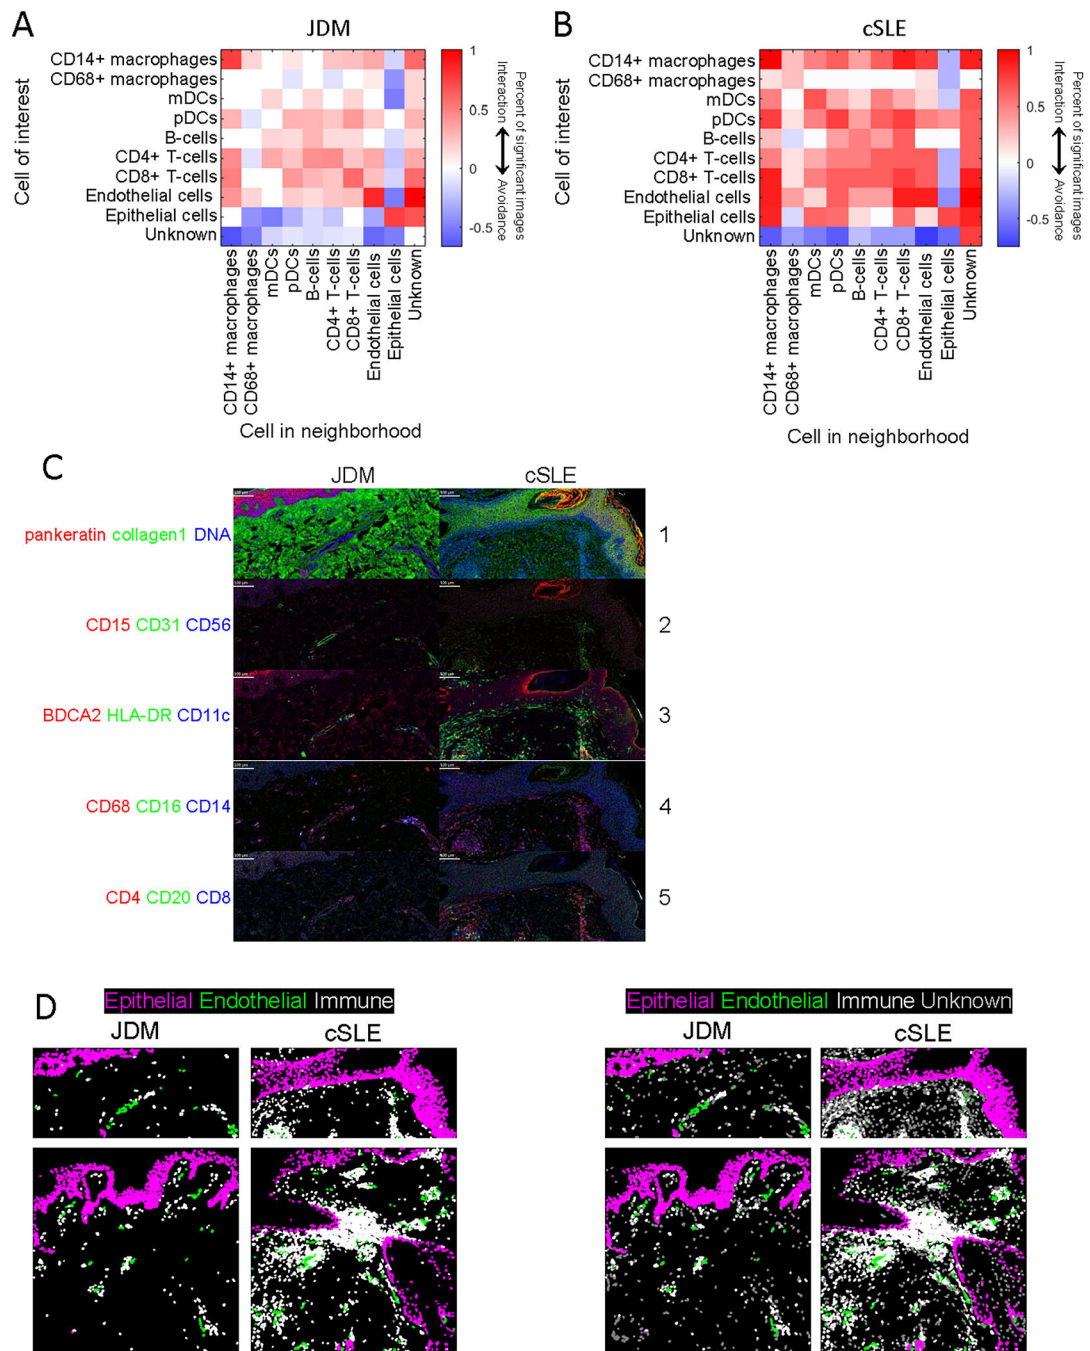 A
JDM
CD14+ macrophages
CD68+ macrophages
mDCs
pDCs
B-cells
CD4+ T-cells
CD8+ T-cells
Endothelial cells
Epithelial cells
Unknown
Cell of interest
CD14+ macrophages
CD68+ macrophages
mDCs
pDCs
B-cells
CD4+ T-cells
CD8+ T-cells
Endothelial cells
Epithelial cells
Unknown
Cell in neighborhood
1
0.5
0
-0.5
Percent of significant images
Interaction
Avoidance
B
cSLE
CD14+ macrophages
CD68+ macrophages
mDCs
pDCs
B-cells
CD4+ T-cells
CD8+ T-cells
Endothelial cells
Epithelial cells
Unknown
Cell of interest
CD14+ macrophages
CD68+ macrophages
mDCs
pDCs
B-cells
CD4+ T-cells
CD8+ T-cells
Endothelial cells
Epithelial cells
Unknown
Cell in neighborhood
1
0.5
0
-0.5
Percent of significant images
Interaction
Avoidance
C
JDM cSLE
pankeratin collagen1 DNA 1
CD15 CD31 CD56 2
BDCA2 HLA-DR CD11c 3
CD68 CD16 CD14 4
CD4 CD20 CD8 5
D
Epithelial Endothelial Immune
JDM cSLE
Epithelial Endothelial Immune Unknown
JDM cSLE